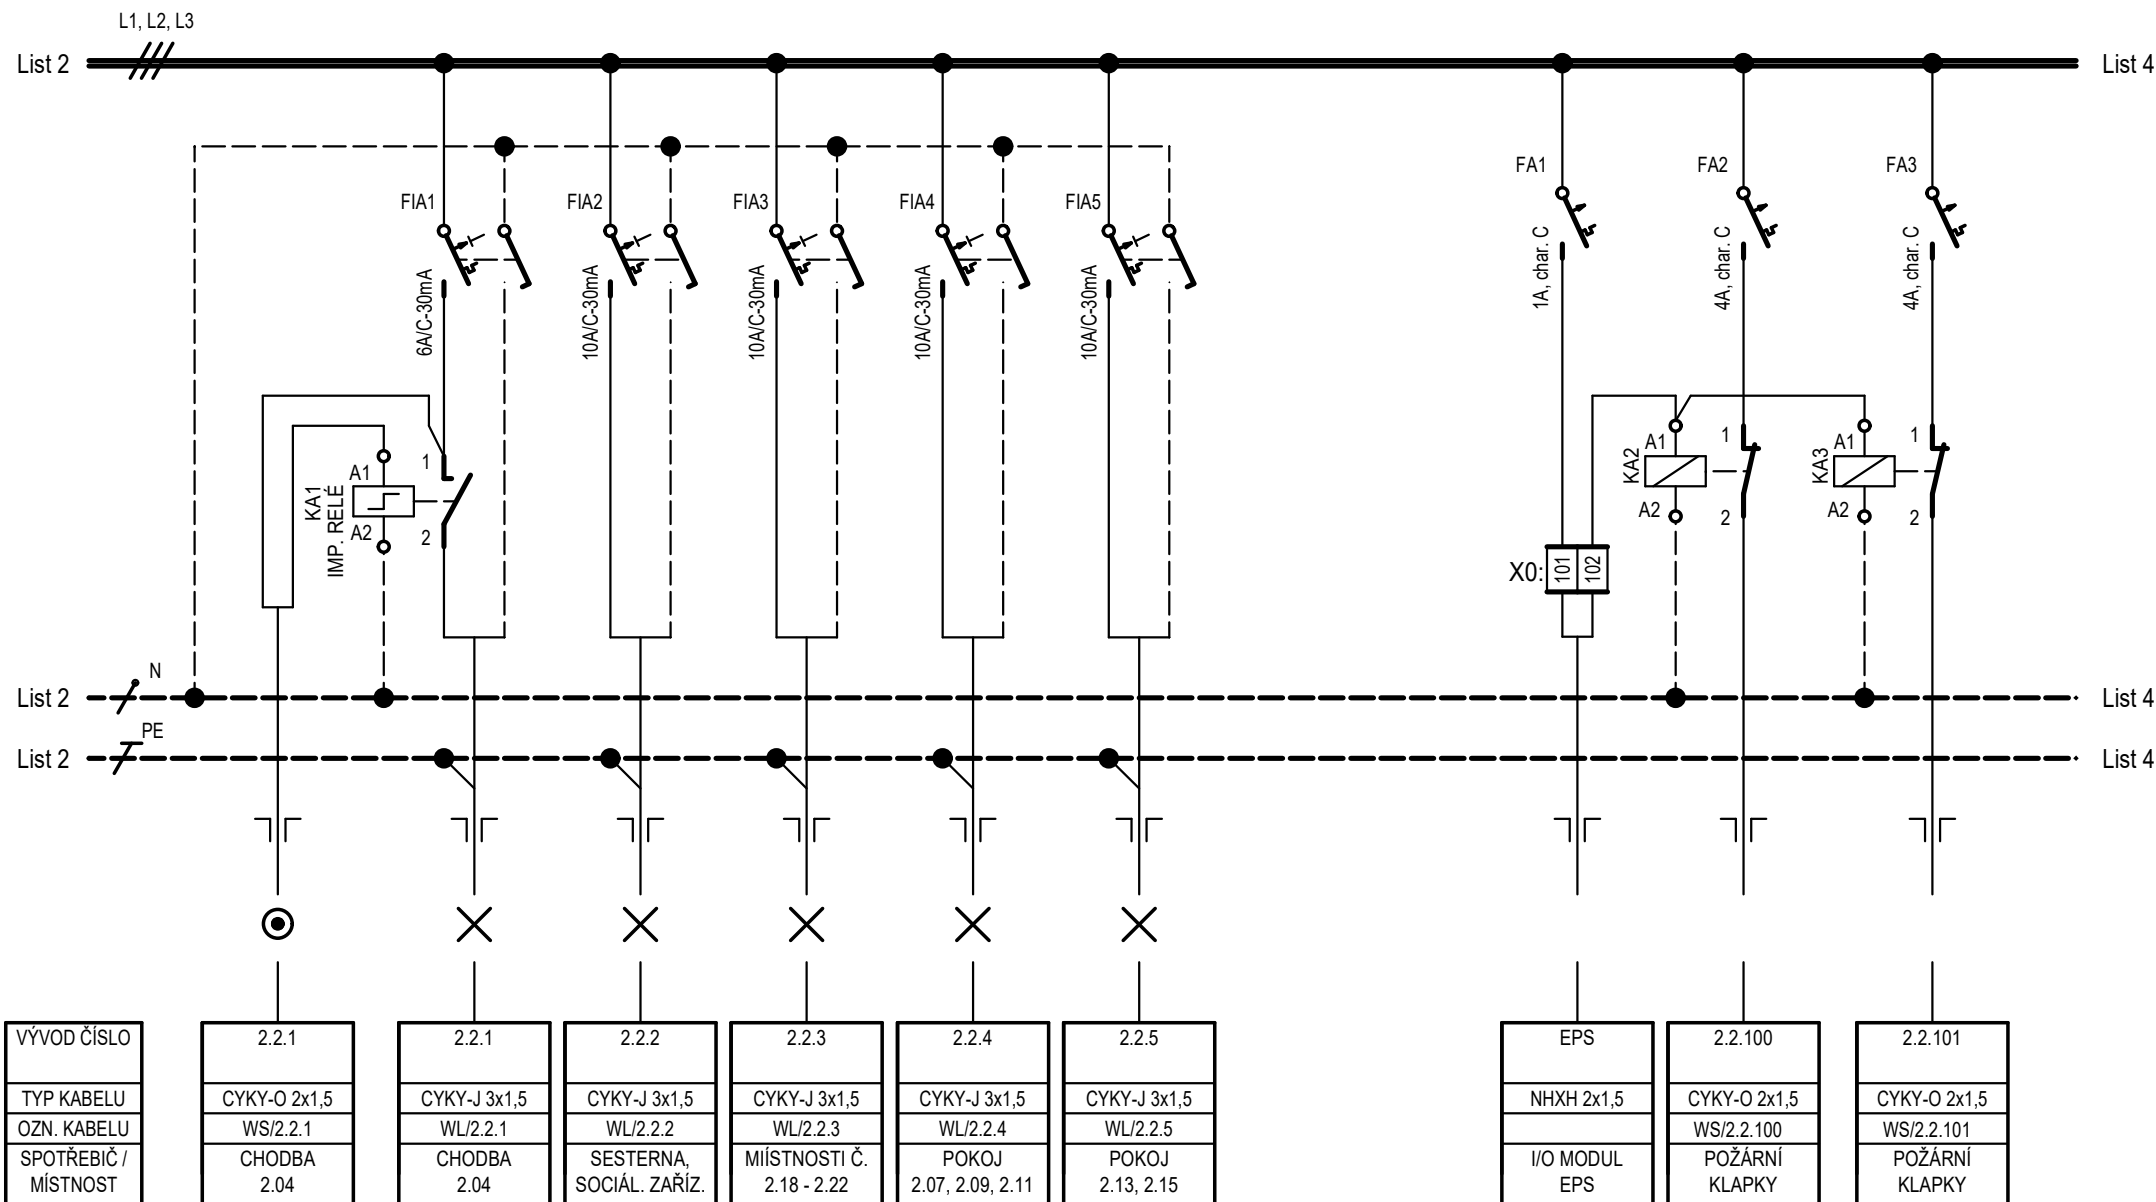 L1, L2, L3
List 2
List 4
FA1
FA2
FA3
FIA1
FIA2
FIA3
FIA4
FIA5
6A/C-30mA
10A/C-30mA
10A/C-30mA
10A/C-30mA
10A/C-30mA
1A, char. C
4A, char. C
4A, char. C
KA1
IMP. RELÉ
A1
A2
1
2
KA2
A1
A2
1
2
KA3
A1
A2
1
2
X0:
101
102
List 2
N
List 4
List 2
PE
List 4
VÝVOD ČÍSLO
2.2.1
2.2.1
2.2.2
2.2.3
2.2.4
2.2.5
EPS
2.2.100
2.2.101
TYP KABELU
CYKY-O 2x1,5
CYKY-J 3x1,5
CYKY-J 3x1,5
CYKY-J 3x1,5
CYKY-J 3x1,5
CYKY-J 3x1,5
NHXH 2x1,5
CYKY-O 2x1,5
CYKY-O 2x1,5
OZN. KABELU
WS/2.2.1
WL/2.2.1
WL/2.2.2
WL/2.2.3
WL/2.2.4
WL/2.2.5
WS/2.2.100
WS/2.2.101
SPOTŘEBIČ /
MÍSTNOST
CHODBA
2.04
CHODBA
2.04
SESTERNA,
SOCIÁL. ZAŘÍZ.
MIÍSTNOSTI Č.
2.18 - 2.22
POKOJ
2.07, 2.09, 2.11
POKOJ
2.13, 2.15
I/O MODUL
EPS
POŽÁRNÍ
KLAPKY
POŽÁRNÍ
KLAPKY